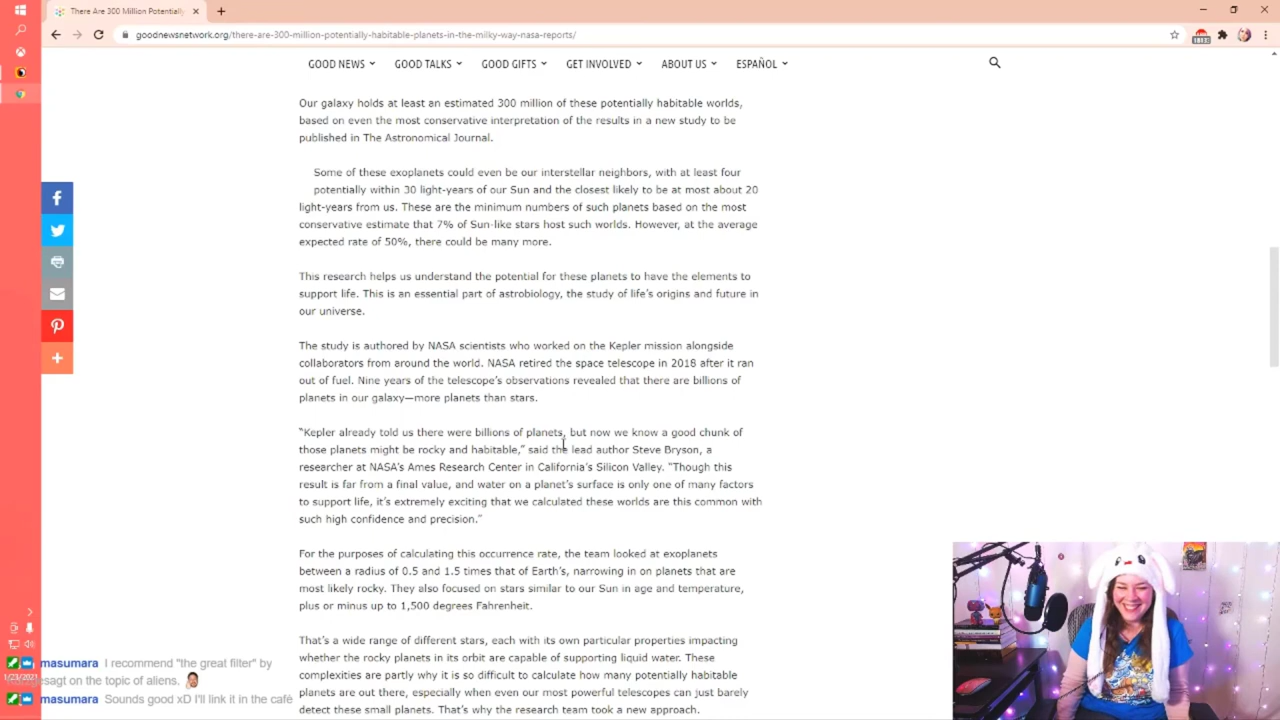 There Are 300 Million Potentially
goodnewsnetwork.org/there-are-300-million-potentially-habitable-planets-in-the-milky-way-nasa-reports/
GOOD NEWS GOOD TALKS GOOD GIFTS GET INVOLVED ABOUT US ESPAÑOL
Our galaxy holds at least an estimated 300 million of these potentially habitable worlds,
based on even the most conservative interpretation of the results in a new study to be
published in The Astronomical Journal.
Some of these exoplanets could even be our interstellar neighbors, with at least four
potentially within 30 light-years of our Sun and the closest likely to be at most about 20
light-years from us. These are the minimum numbers of such planets based on the most
conservative estimate that 7% of Sun-like stars host such worlds. However, at the average
expected rate of 50%, there could be many more.
This research helps us understand the potential for these planets to have the elements to
support life. This is an essential part of astrobiology, the study of life's origins and future in
our universe.
The study is authored by NASA scientists who worked on the Kepler mission alongside
collaborators from around the world. NASA retired the space telescope in 2018 after it ran
out of fuel. Nine years of the telescope's observations revealed that there are billions of
planets in our galaxy—more planets than stars.
“Kepler already told us there were billions of planets, but now we know a good chunk of
those planets might be rocky and habitable,” said the lead author Steve Bryson, a
researcher at NASA's Ames Research Center in California's Silicon Valley. “Though this
result is far from a final value, and water on a planet's surface is only one of many factors
to support life, it's extremely exciting that we calculated these worlds are this common with
such high confidence and precision.”
For the purposes of calculating this occurrence rate, the team looked at exoplanets
between a radius of 0.5 and 1.5 times that of Earth's, narrowing in on planets that are
most likely rocky. They also focused on stars similar to our Sun in age and temperature,
plus or minus up to 1,500 degrees Fahrenheit.
That's a wide range of different stars, each with its own particular properties impacting
whether the rocky planets in its orbit are capable of supporting liquid water. These
complexities are partly why it is so difficult to calculate how many potentially habitable
planets are out there, especially when even our most powerful telescopes can just barely
detect these small planets. That's why the research team took a new approach.
masumara I recommend "the great filter" by
on the topic of aliens.
masumara Sounds good xD I'll link it in the café